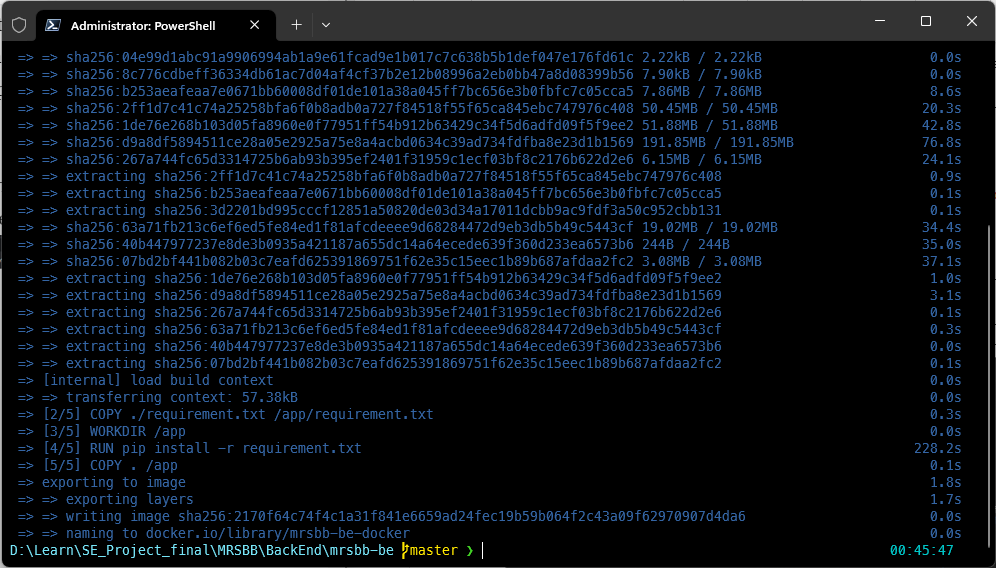 Administrator: PowerShell
=> => sha256:04e99d1abc91a9906994ab1a9e61fcad9e1b017c7c638b5b1def047e176fd61c 2.22kB / 2.22kB 0.0s
=> => sha256:8c776cdbeff36334db61ac7d04af4cf37b2e12b08996a2eb0bb47a8d08399b56 7.90kB / 7.90kB 0.0s
=> => sha256:b253aeafeaa7e0671bb60008df01de101a38a045ff7bc656e3b0fbfc7c05cca5 7.86MB / 7.86MB 8.6s
=> => sha256:2ff1d7c41c74a25258bfa6f0b8adb0a727f84518f55f65ca845ebc747976c408 50.45MB / 50.45MB 20.3s
=> => sha256:1de76e268b103d05fa8960e0f77951ff54b912b63429c34f5d6adfd09f5f9ee2 51.88MB / 51.88MB 42.8s
=> => sha256:d9a8df5894511ce28a05e2925a75e8a4acbd0634c39ad734fdfba8e23d1b1569 191.85MB / 191.85MB 76.8s
=> => sha256:267a744fc65d3314725b6ab93b395ef2401f31959c1ecf03bf8c2176b622d2e6 6.15MB / 6.15MB 24.1s
=> => extracting sha256:2ff1d7c41c74a25258bfa6f0b8adb0a727f84518f55f65ca845ebc747976c408 0.9s
=> => extracting sha256:b253aeafeaa7e0671bb60008df01de101a38a045ff7bc656e3b0fbfc7c05cca5 0.1s
=> => extracting sha256:3d2201bd995cccf12851a50820de03d34a17011dcbb9ac9fdf3a50c952cbb131 0.1s
=> => sha256:63a71fb213c6ef6ed5fe84ed1f81afcdeeee9d68284472d9eb3db5b49c5443cf 19.02MB / 19.02MB 34.4s
=> => sha256:40b447977237e8de3b0935a421187a655dc14a64ecede639f360d233ea6573b6 244B / 244B 35.0s
=> => sha256:07bd2bf441b082b03c7eafd625391869751f62e35c15eec1b89b687afdaa2fc2 3.08MB / 3.08MB 37.1s
=> => extracting sha256:1de76e268b103d05fa8960e0f77951ff54b912b63429c34f5d6adfd09f5f9ee2 1.0s
=> => extracting sha256:d9a8df5894511ce28a05e2925a75e8a4acbd0634c39ad734fdfba8e23d1b1569 3.1s
=> => extracting sha256:267a744fc65d3314725b6ab93b395ef2401f31959c1ecf03bf8c2176b622d2e6 0.1s
=> => extracting sha256:63a71fb213c6ef6ed5fe84ed1f81afcdeeee9d68284472d9eb3db5b49c5443cf 0.3s
=> => extracting sha256:40b447977237e8de3b0935a421187a655dc14a64ecede639f360d233ea6573b6 0.0s
=> => extracting sha256:07bd2bf441b082b03c7eafd625391869751f62e35c15eec1b89b687afdaa2fc2 0.1s
=> [internal] load build context 0.0s
=> => transferring context: 57.38kB 0.0s
=> [2/5] COPY ./requirement.txt /app/requirement.txt 0.3s
=> [3/5] WORKDIR /app 0.0s
=> [4/5] RUN pip install -r requirement.txt 228.2s
=> [5/5] COPY . /app 0.1s
=> exporting to image 1.8s
=> => exporting layers 1.7s
=> => writing image sha256:2170f64c74f4c1a31f841e6659ad24fec19b59b064f2c43a09f62970907d4da6 0.0s
=> => naming to docker.io/library/mrsbb-be-docker 0.0s
D:\Learn\SE_Project_final\MRSBB\BackEnd\mrsbb-be master ❯ 00:45:47